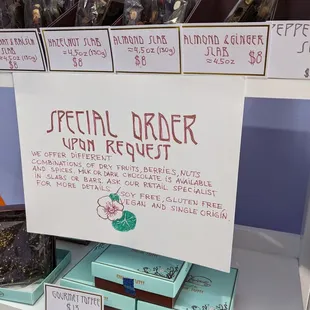 HAZELNUT SLAB
≈4.5oz (130g)
$8
ALMOND SLAB
≈4.5oz (130g)
$8
ALMOND & GINGER
SLAB
≈4.5oz
$8
SLAB
$
SPECIAL ORDER
UPON REQUEST
WE OFFER DIFFERENT
COMBINATIONS OF DRY FRUITS, BERRIES, NUTS
AND SPICES. MILK OR DARK CHOCOLATE IS AVAILABLE
IN SLABS OR BARS. ASK OUR RETAIL SPECIALIST
FOR MORE DETAILS.
SOY FREE, GLUTEN FREE,
VEGAN AND SINGLE ORIGIN
GOURMET TOPPING